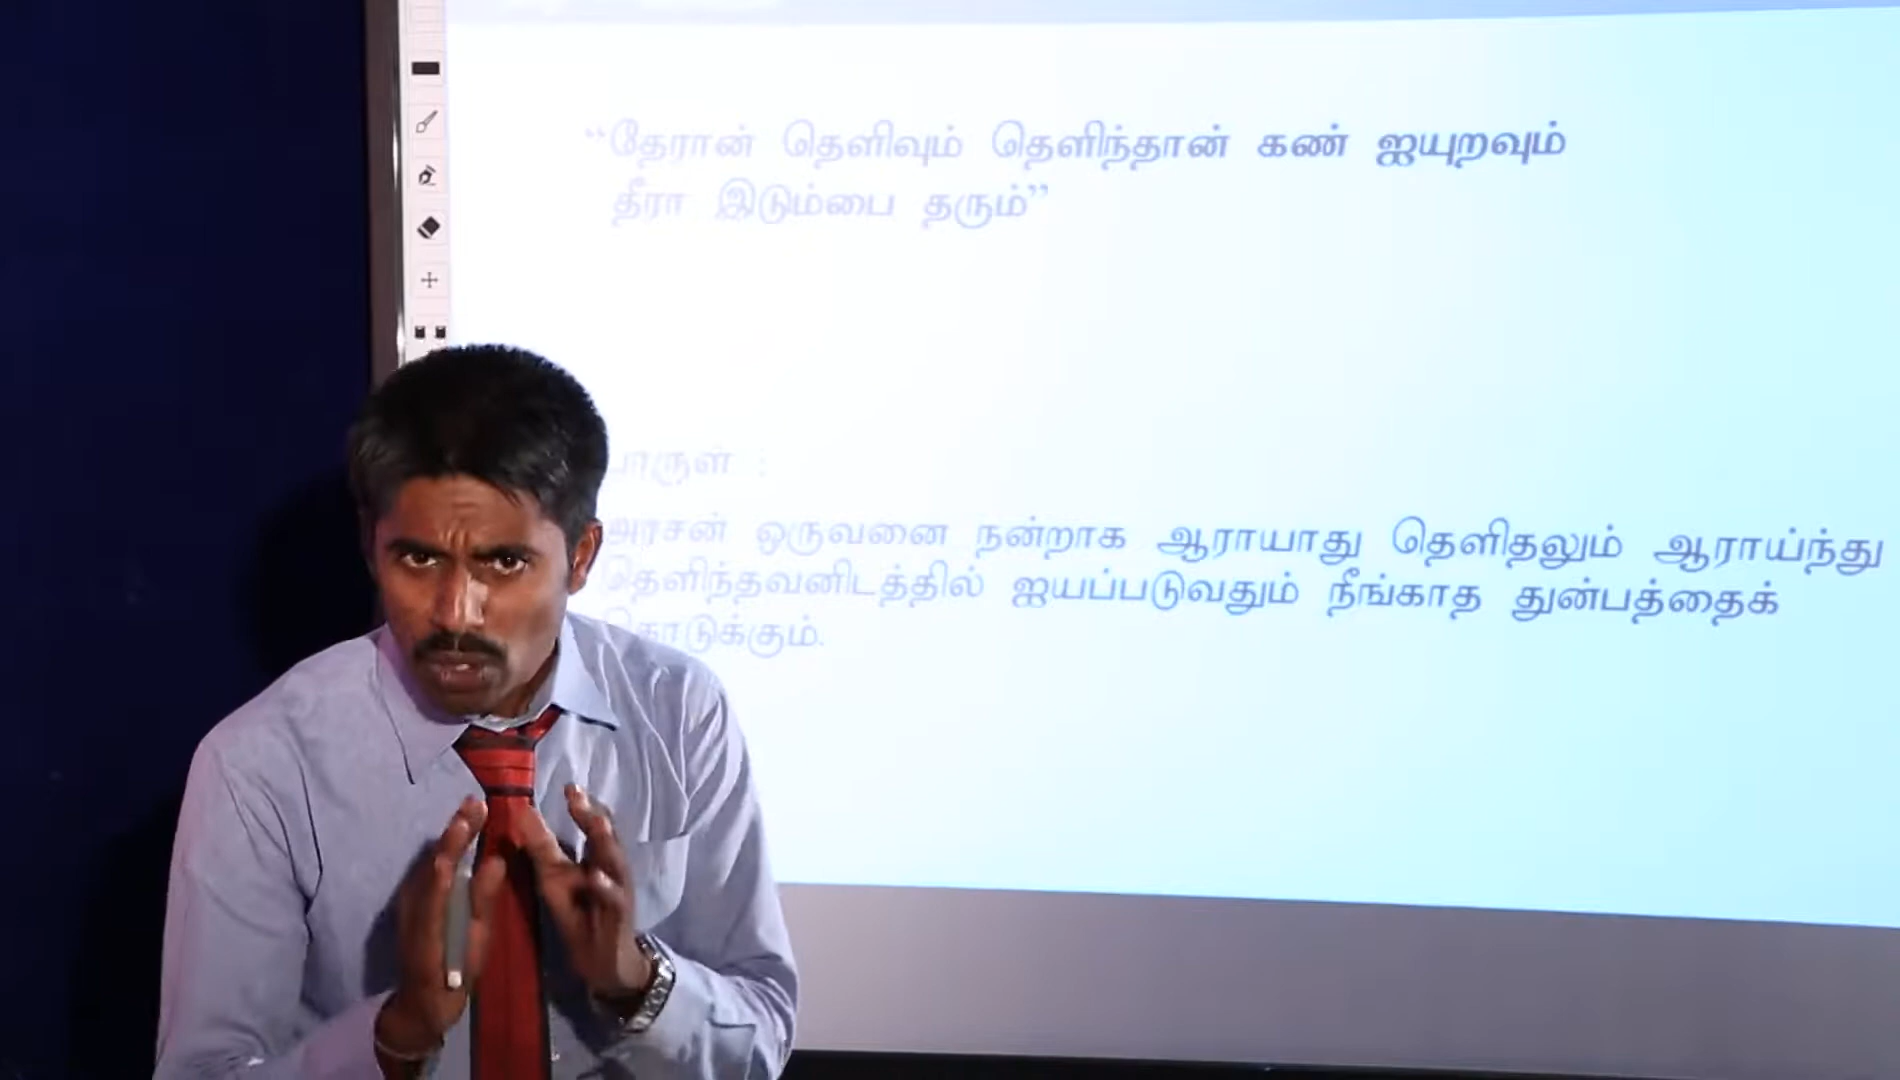 “தேரான் தெளிவும் தெளிந்தான் கண் ஐயுறவும்
தீரா இடும்பை தரும்”
பொருள் :
அரசன் ஒருவனை நன்றாக ஆராயாது தெளிதலும் ஆராய்ந்து
தெளிந்தவனிடத்தில் ஐயப்படுவதும் நீங்காத துன்பத்தைக்
கொடுக்கும்.